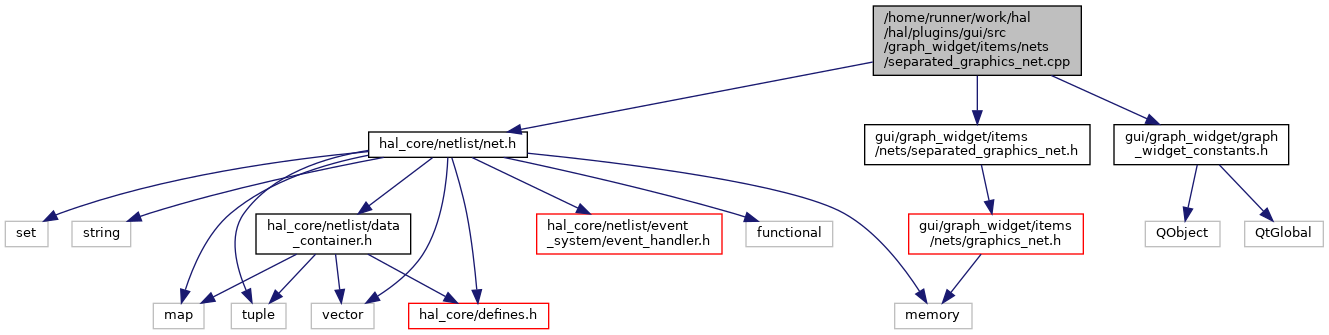 /home/runner/work/hal
/hal/plugins/gui/src
/graph_widget/items/nets
/separated_graphics_net.cpp
hal_core/netlist/net.h
gui/graph_widget/items
/nets/separated_graphics_net.h
gui/graph_widget/graph
_widget_constants.h
set
string
hal_core/netlist/data
_container.h
hal_core/netlist/event
_system/event_handler.h
functional
gui/graph_widget/items
/nets/graphics_net.h
QObject
QtGlobal
map
tuple
vector
hal_core/defines.h
memory